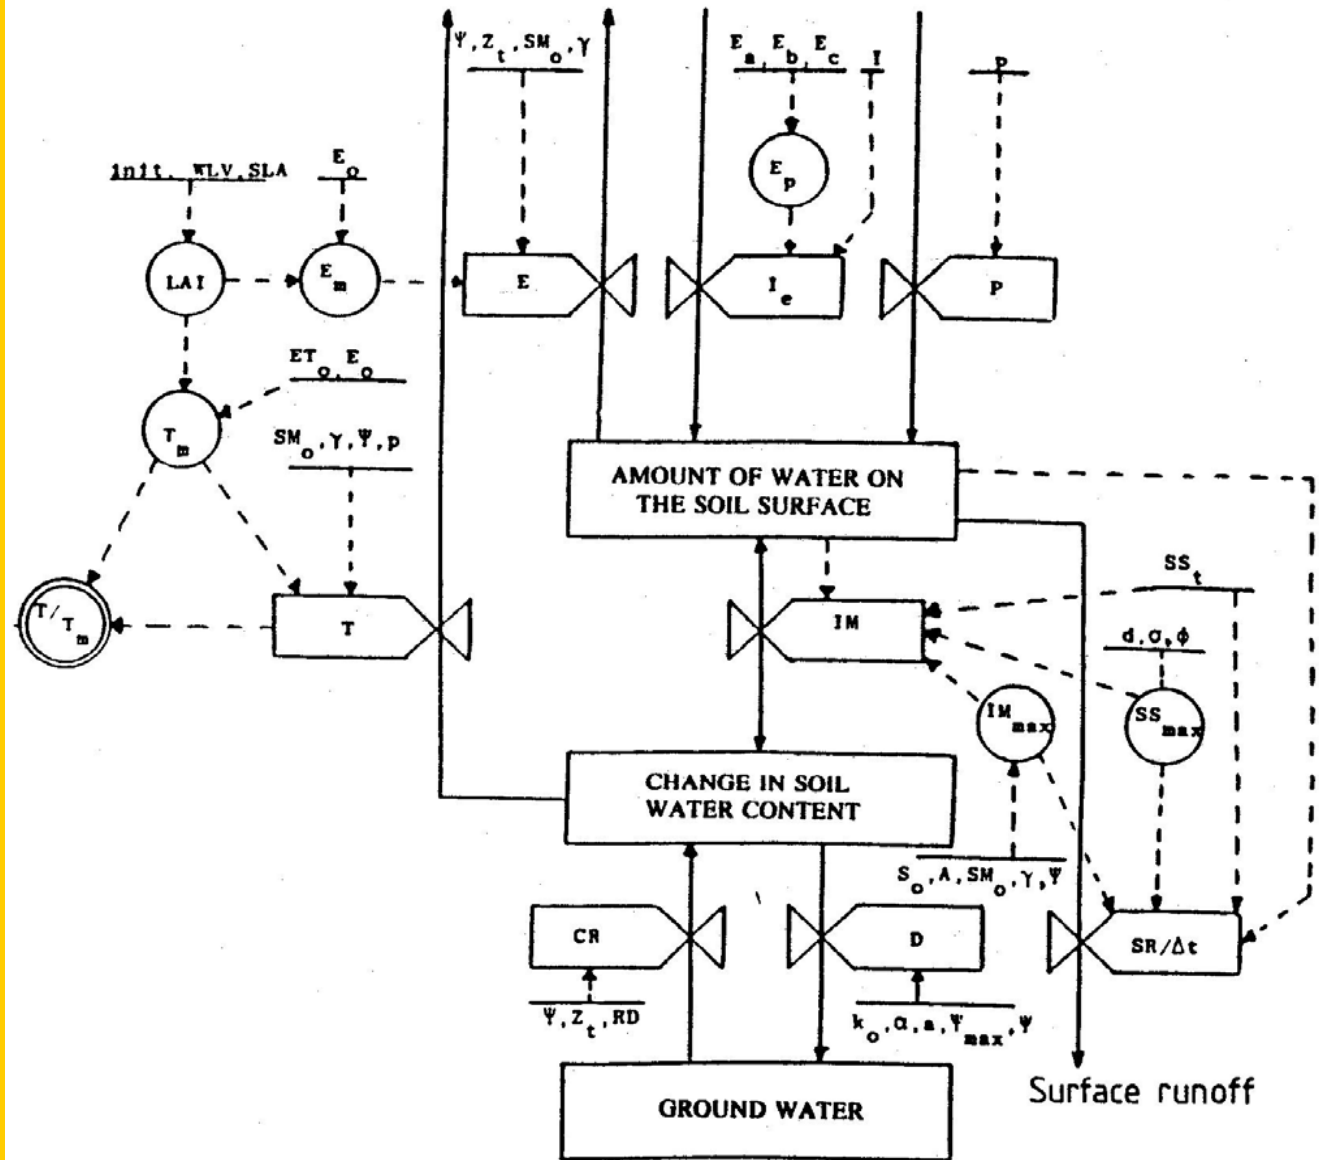 Ψ, Z_t, SM_o, γ
E_a, E_b, E_c I
p
E_p
init. WLV, SLA
E_o
LAI
E_m
E
I_e
P
ET_o, E_o
T_m
SM_o, γ, Ψ, p
AMOUNT OF WATER ON
THE SOIL SURFACE
SS_t
T/T_m
T
IM
d, σ, ϕ
IM_max
SS_max
CHANGE IN SOIL
WATER CONTENT
S_o, A, SM_o, γ, Ψ
CR
D
SR/Δt
Ψ, Z_t, RD
k_o, α, a, Ψ_max, Ψ
Surface runoff
GROUND WATER